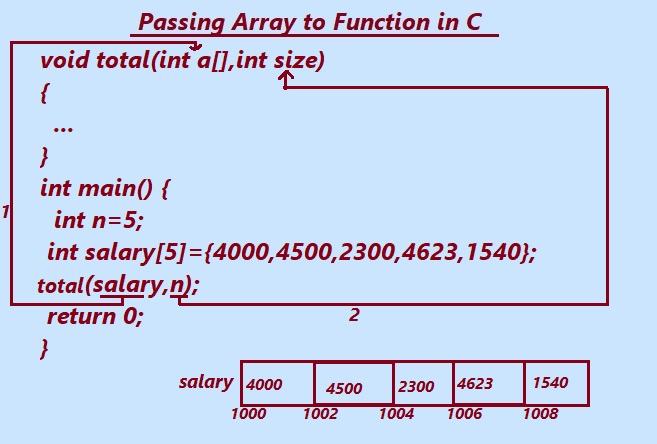 Passing Array to Function in C
void total(int a[],int size)
{
...
}
int main() {
int n=5;
1
int salary[5]={4000,4500,2300,4623,1540};
total(salary,n);
return 0;
2
}
salary 4000 4500 2300 4623 1540
1000 1002 1004 1006 1008